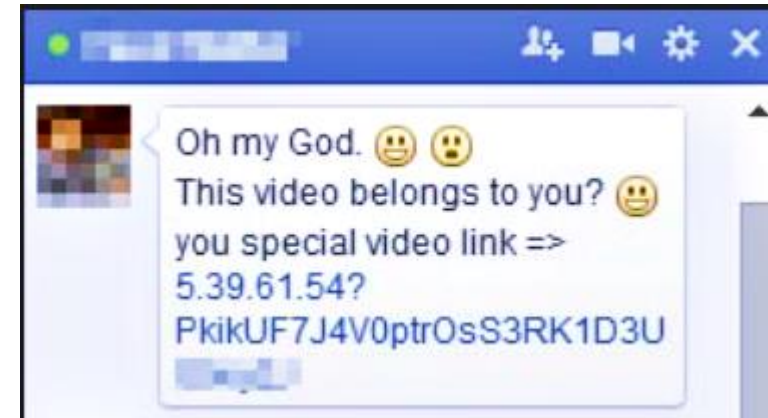 Oh my God. 😀 😮
This video belongs to you? 😀
you special video link =>
5.39.61.54?
PkikUF7J4V0ptrOsS3RK1D3U